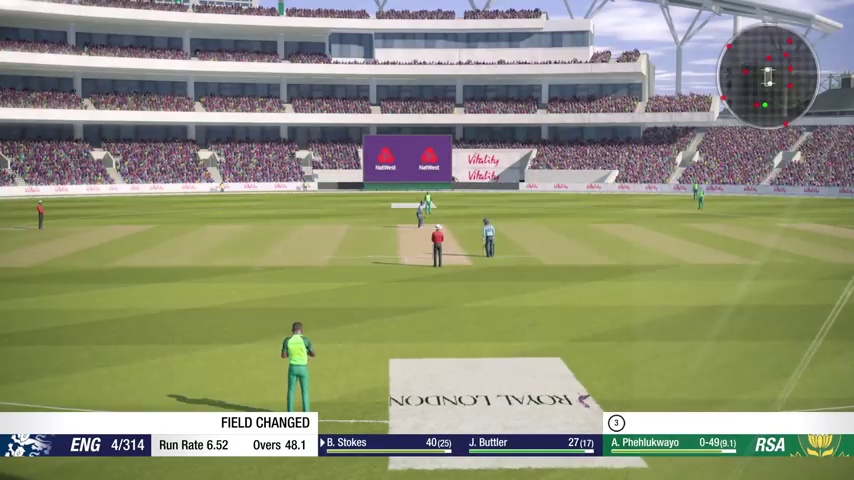 NatWest NatWest
Vitality
Vitality
ROYAL LONDON
FIELD CHANGED
3
ENG 4/314 Run Rate 6.52 Overs 48.1 B. Stokes 40(25) J. Buttler 27(17) A. Phehlukwayo 0-49(9.1) RSA